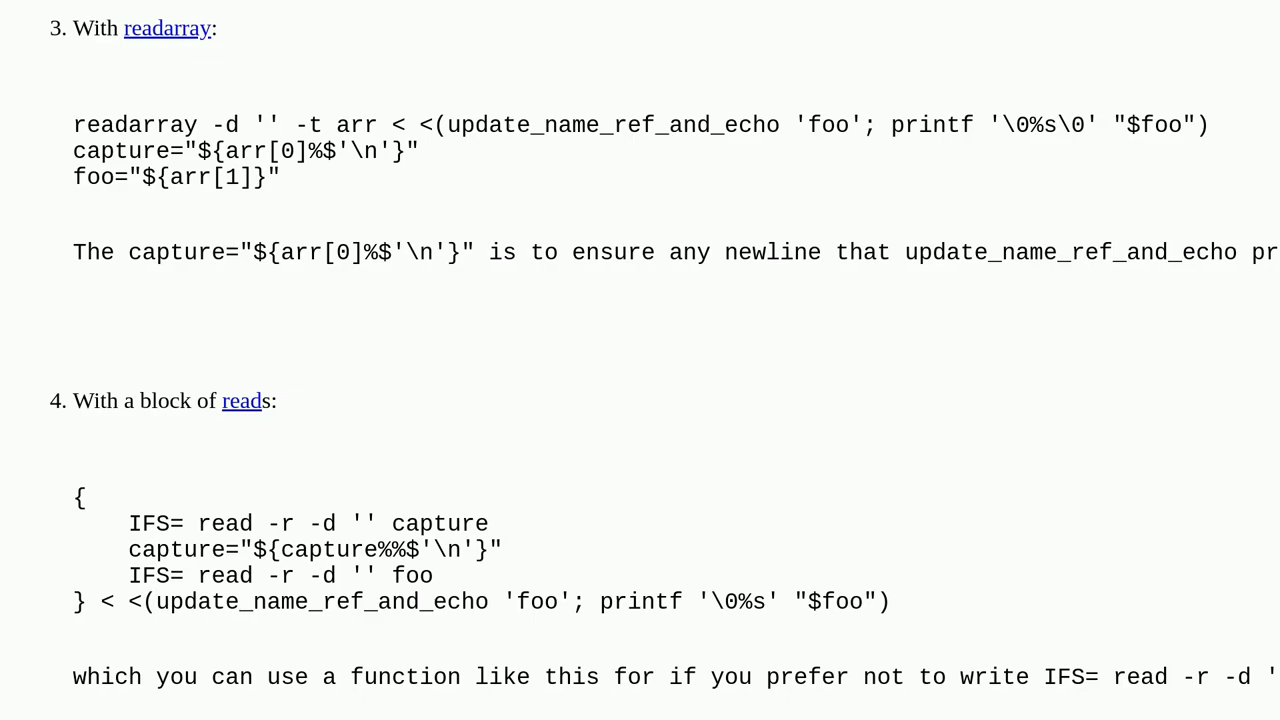 3. With readarray:
readarray -d '' -t arr < <(update_name_ref_and_echo 'foo'; printf '\0%s\0' "$foo")
capture="${arr[0]%$'\n'}"
foo="${arr[1]}"
The capture="${arr[0]%$'\n'}" is to ensure any newline that update_name_ref_and_echo pr
4. With a block of reads:
{
    IFS= read -r -d '' capture
    capture="${capture%%$'\n'}"
    IFS= read -r -d '' foo
} < <(update_name_ref_and_echo 'foo'; printf '\0%s' "$foo")
which you can use a function like this for if you prefer not to write IFS= read -r -d '